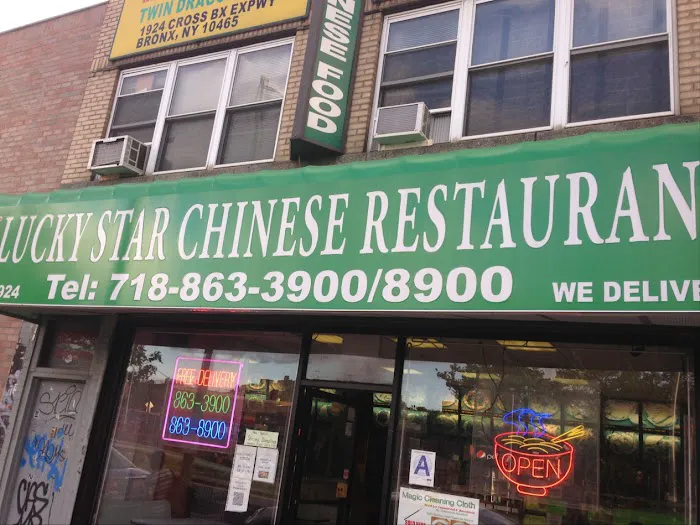 TWIN DRAG
1924 CROSS BX EXPWY
BRONX, NY 10465
NESE FOOD
LUCKY STAR CHINESE RESTAURAN
924
Tel: 718-863-3900/8900
WE DELIVE
FREE DELIVERY
863-3900
863-8900
A
OPEN
Magic Cleaning Cloth